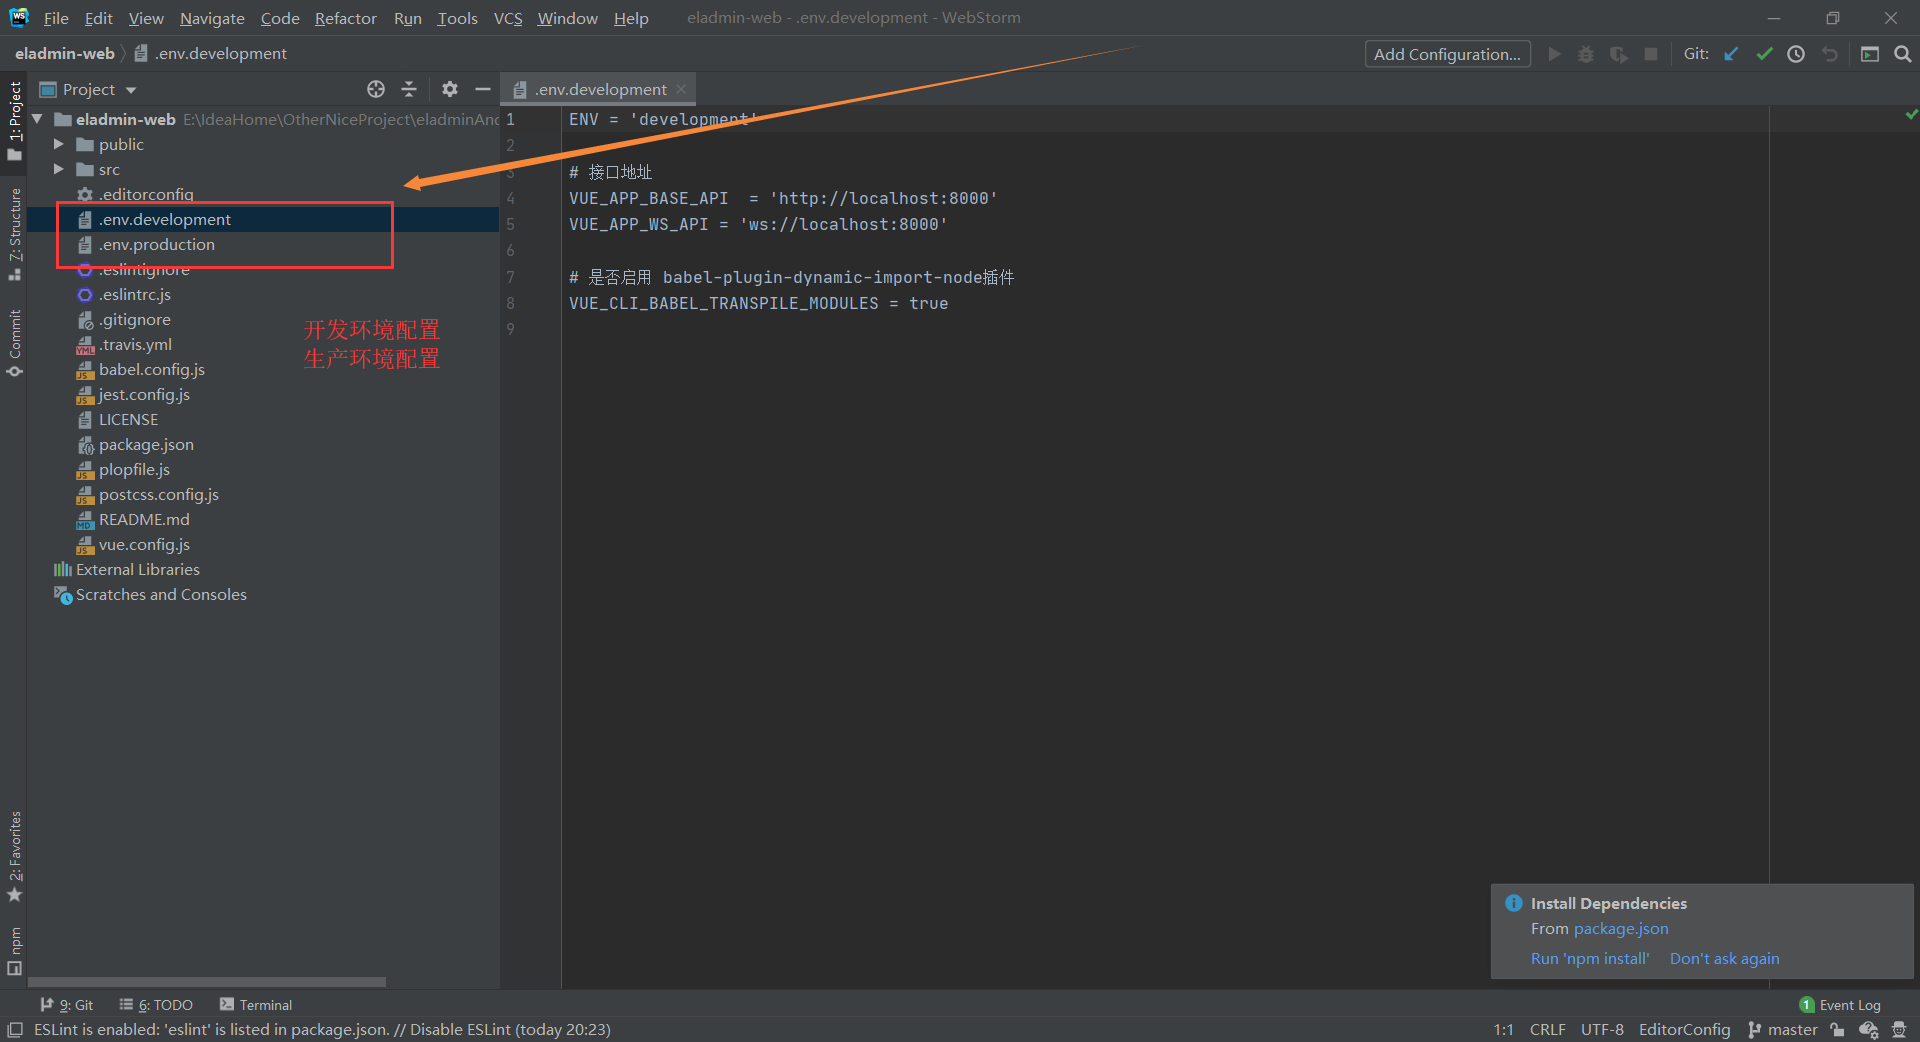 File Edit View Navigate Code Refactor Run Tools VCS Window Help eladmin-web - .env.development - WebStorm
eladmin-web .env.development Add Configuration... Git:
1: Project
7: Structure
Commit
2: Favorites
npm
Project
eladmin-web E:\IdeaHome\OtherNiceProject\eladminAnd
public
src
.editorconfig
.env.development
.env.production
.eslintignore
.eslintrc.js
.gitignore
.travis.yml
babel.config.js
jest.config.js
LICENSE
package.json
plopfile.js
postcss.config.js
README.md
vue.config.js
External Libraries
Scratches and Consoles
开发环境配置
生产环境配置
.env.development
1 ENV = 'development'
2
3 # 接口地址
4 VUE_APP_BASE_API  = 'http://localhost:8000'
5 VUE_APP_WS_API = 'ws://localhost:8000'
6
7 # 是否启用 babel-plugin-dynamic-import-node插件
8 VUE_CLI_BABEL_TRANSPILE_MODULES = true
9
Install Dependencies
From package.json
Run 'npm install' Don't ask again
9: Git 6: TODO Terminal 1 Event Log
ESLint is enabled: 'eslint' is listed in package.json. // Disable ESLint (today 20:23) 1:1 CRLF UTF-8 EditorConfig master